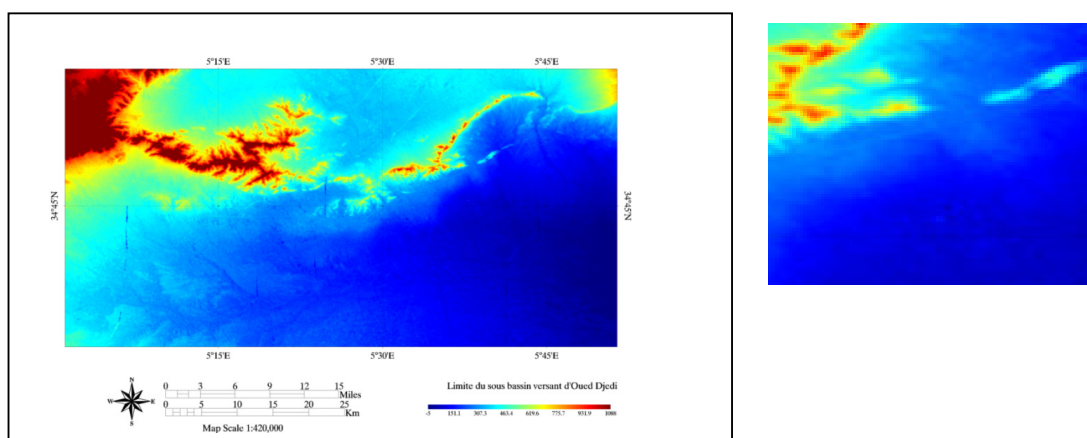 5°15'E 5°30'E 5°45'E
34°45'N 34°45'N
5°15'E 5°30'E 5°45'E
N
W E
S
0 3 6 9 12 15
Miles
0 5 10 15 20 25
Km
Map Scale 1:420,000
Limite du sous bassin versant d'Oued Djedi
-5 151.1 307.3 463.4 619.6 775.7 931.9 1088